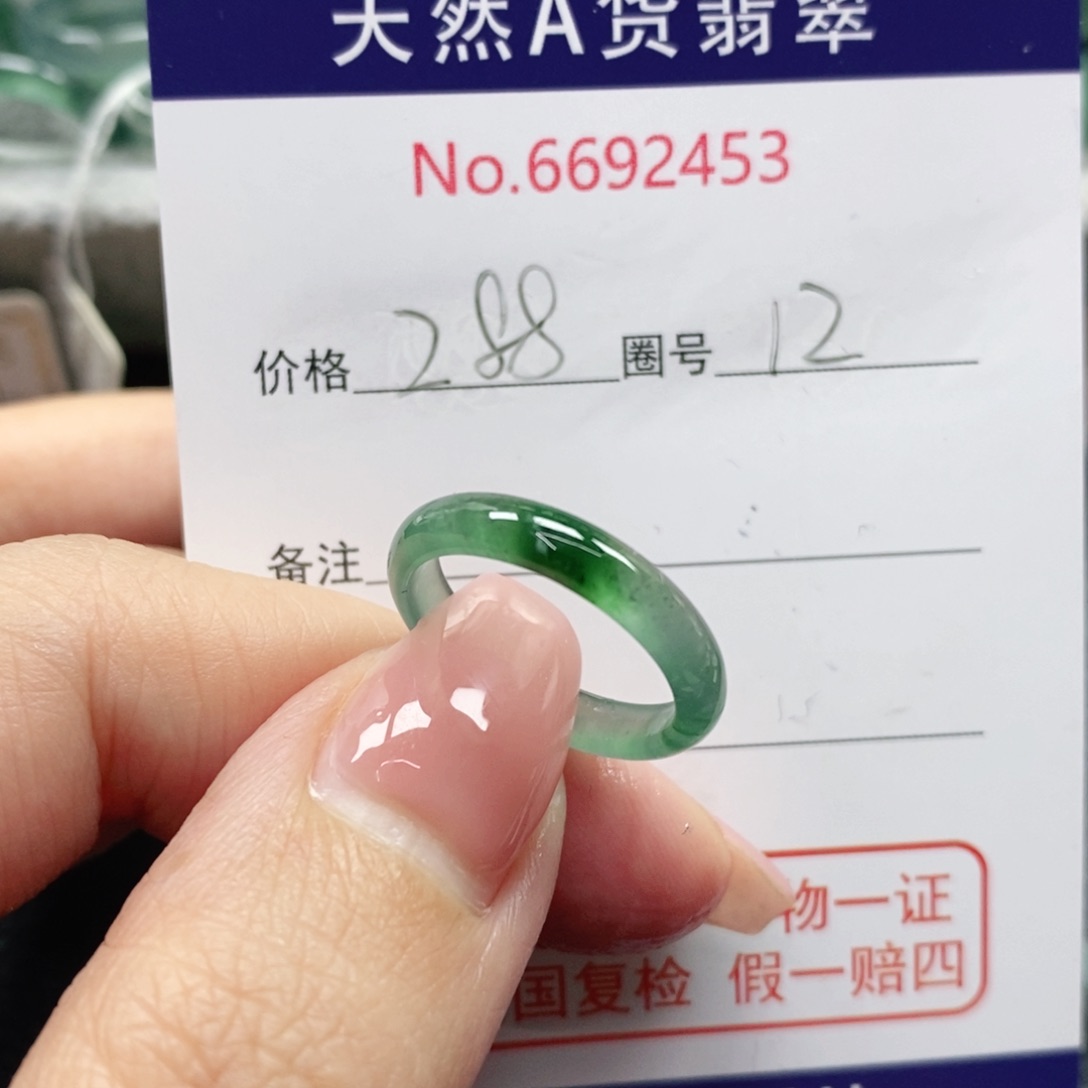 天然A货翡翠
No.6692453
价格 288 圈号 12
备注
物一证
国复检 假一赔四